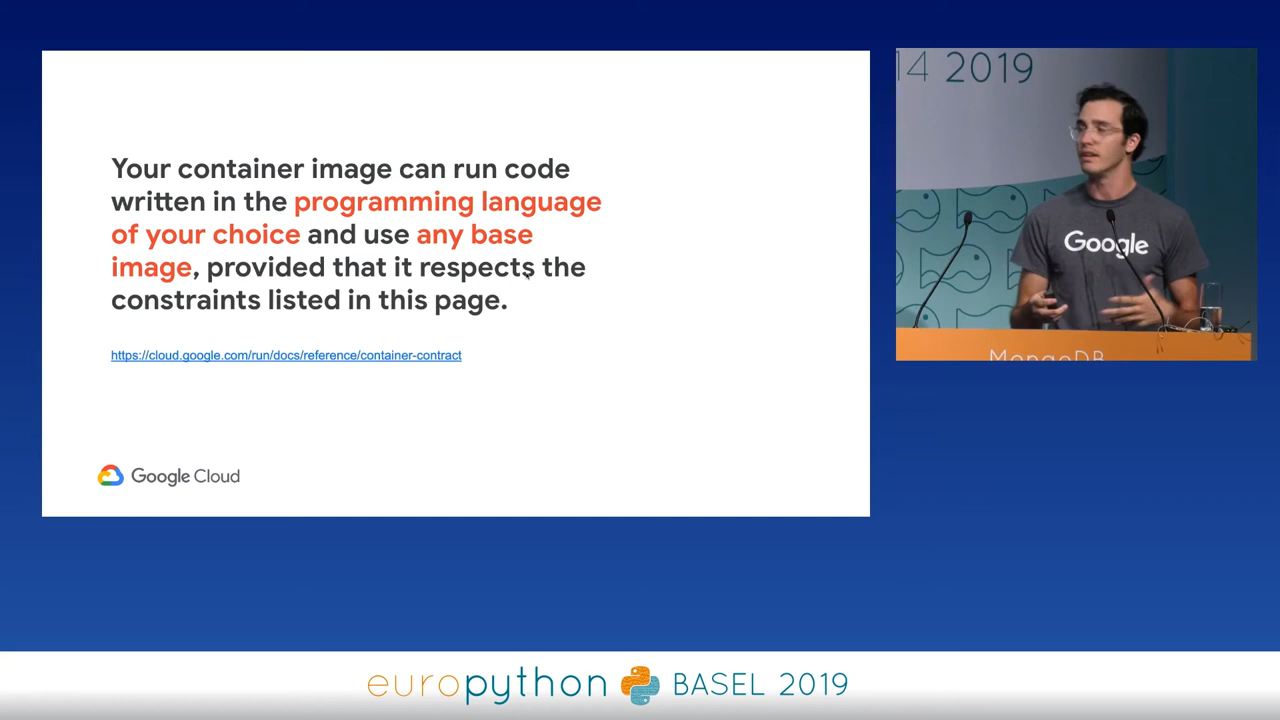 Your container image can run code
written in the programming language
of your choice and use any base
image, provided that it respects the
constraints listed in this page.
https://cloud.google.com/run/docs/reference/container-contract
Google Cloud
14 2019
Google
MongoDB
europython BASEL 2019